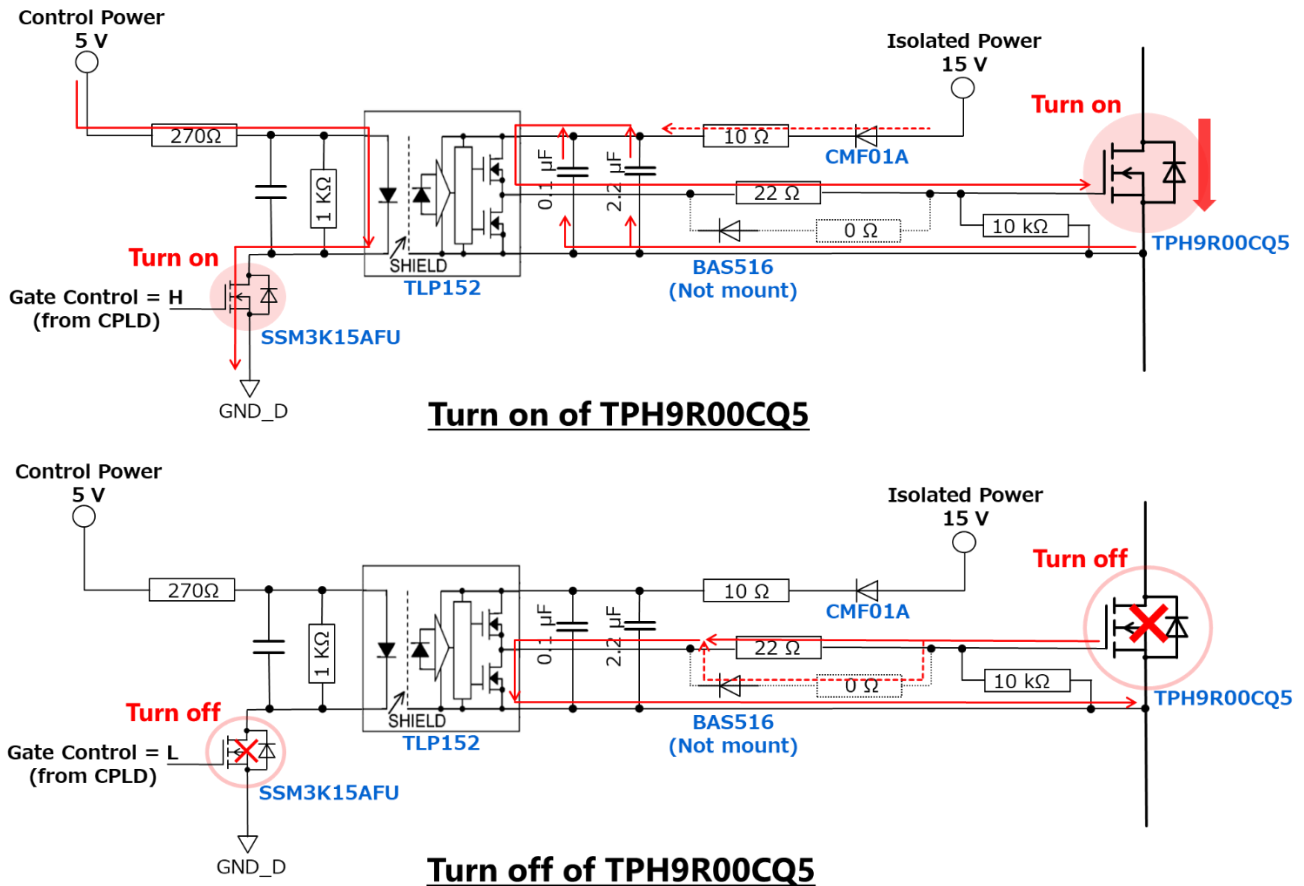 Control Power
5 V
Isolated Power
15 V
Turn on
270Ω
10 Ω
CMF01A
1 KΩ
0.1 µF
2.2 µF
22 Ω
0 Ω
10 kΩ
TPH9R00CQ5
Turn on
SHIELD
TLP152
BAS516
(Not mount)
Gate Control = H
(from CPLD)
SSM3K15AFU
GND_D
Turn on of TPH9R00CQ5
Control Power
5 V
Isolated Power
15 V
Turn off
270Ω
10 Ω
CMF01A
1 KΩ
0.1 µF
2.2 µF
22 Ω
0 Ω
10 kΩ
TPH9R00CQ5
Turn off
SHIELD
TLP152
BAS516
(Not mount)
Gate Control = L
(from CPLD)
SSM3K15AFU
GND_D
Turn off of TPH9R00CQ5